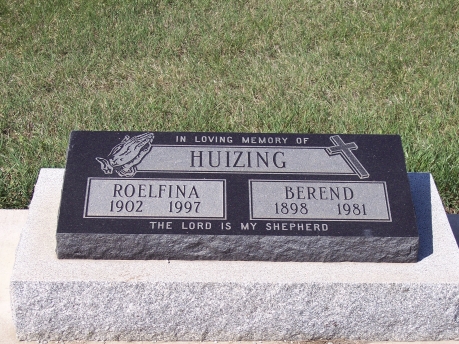 IN LOVING MEMORY OF
HUIZING
ROELFINA
1902 1997
BEREND
1898 1981
THE LORD IS MY SHEPHERD